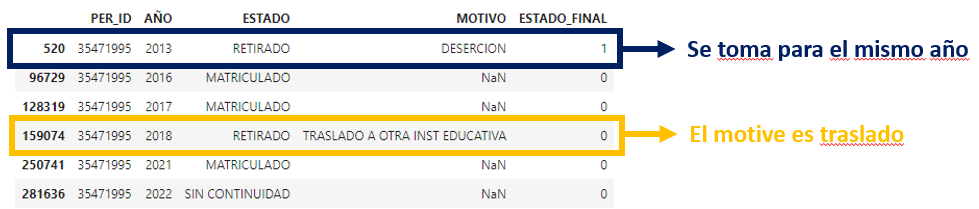 PER_ID AÑO ESTADO MOTIVO ESTADO_FINAL
520 35471995 2013 RETIRADO DESERCION 1 Se toma para el mismo año
96729 35471995 2016 MATRICULADO NaN 0
128319 35471995 2017 MATRICULADO NaN 0
159074 35471995 2018 RETIRADO TRASLADO A OTRA INST EDUCATIVA 0 El motive es traslado
250741 35471995 2021 MATRICULADO NaN 0
281636 35471995 2022 SIN CONTINUIDAD NaN 0